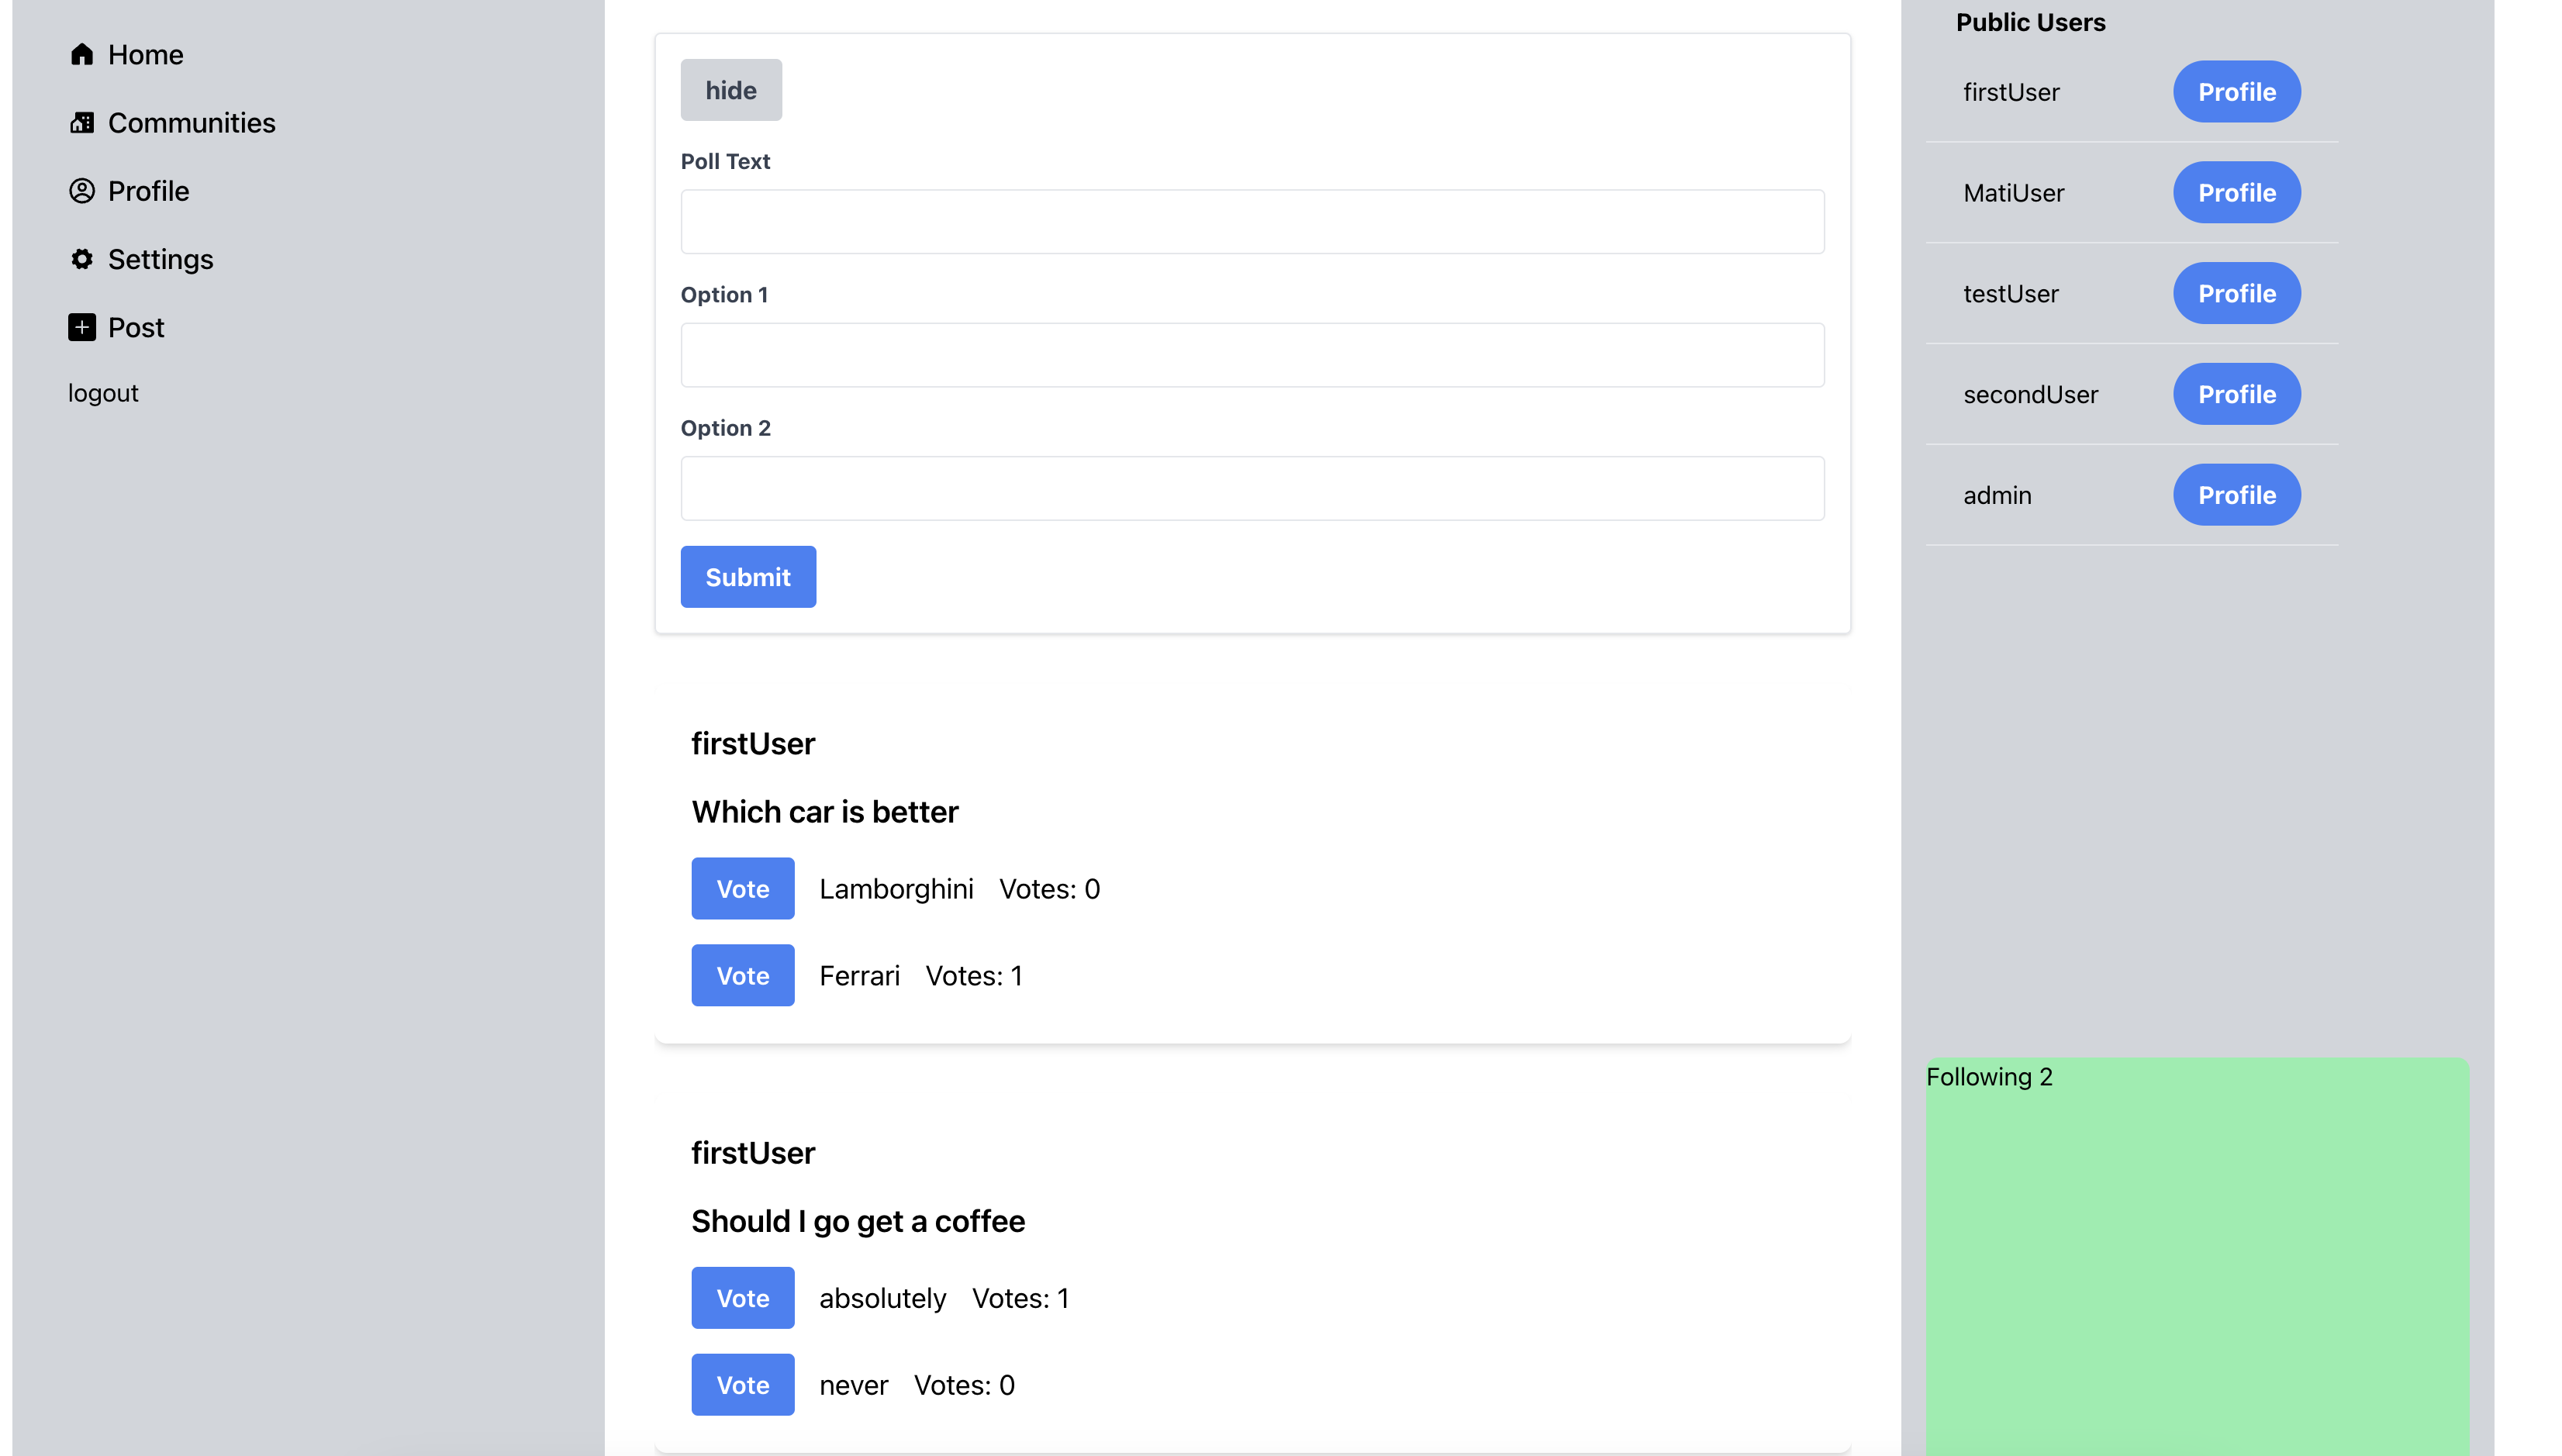 Home
Communities
Profile
Settings
Post
logout
hide
Poll Text
Option 1
Option 2
Submit
firstUser
Which car is better
Vote Lamborghini Votes: 0
Vote Ferrari Votes: 1
firstUser
Should I go get a coffee
Vote absolutely Votes: 1
Vote never Votes: 0
Public Users
firstUser Profile
MatiUser Profile
testUser Profile
secondUser Profile
admin Profile
Following 2